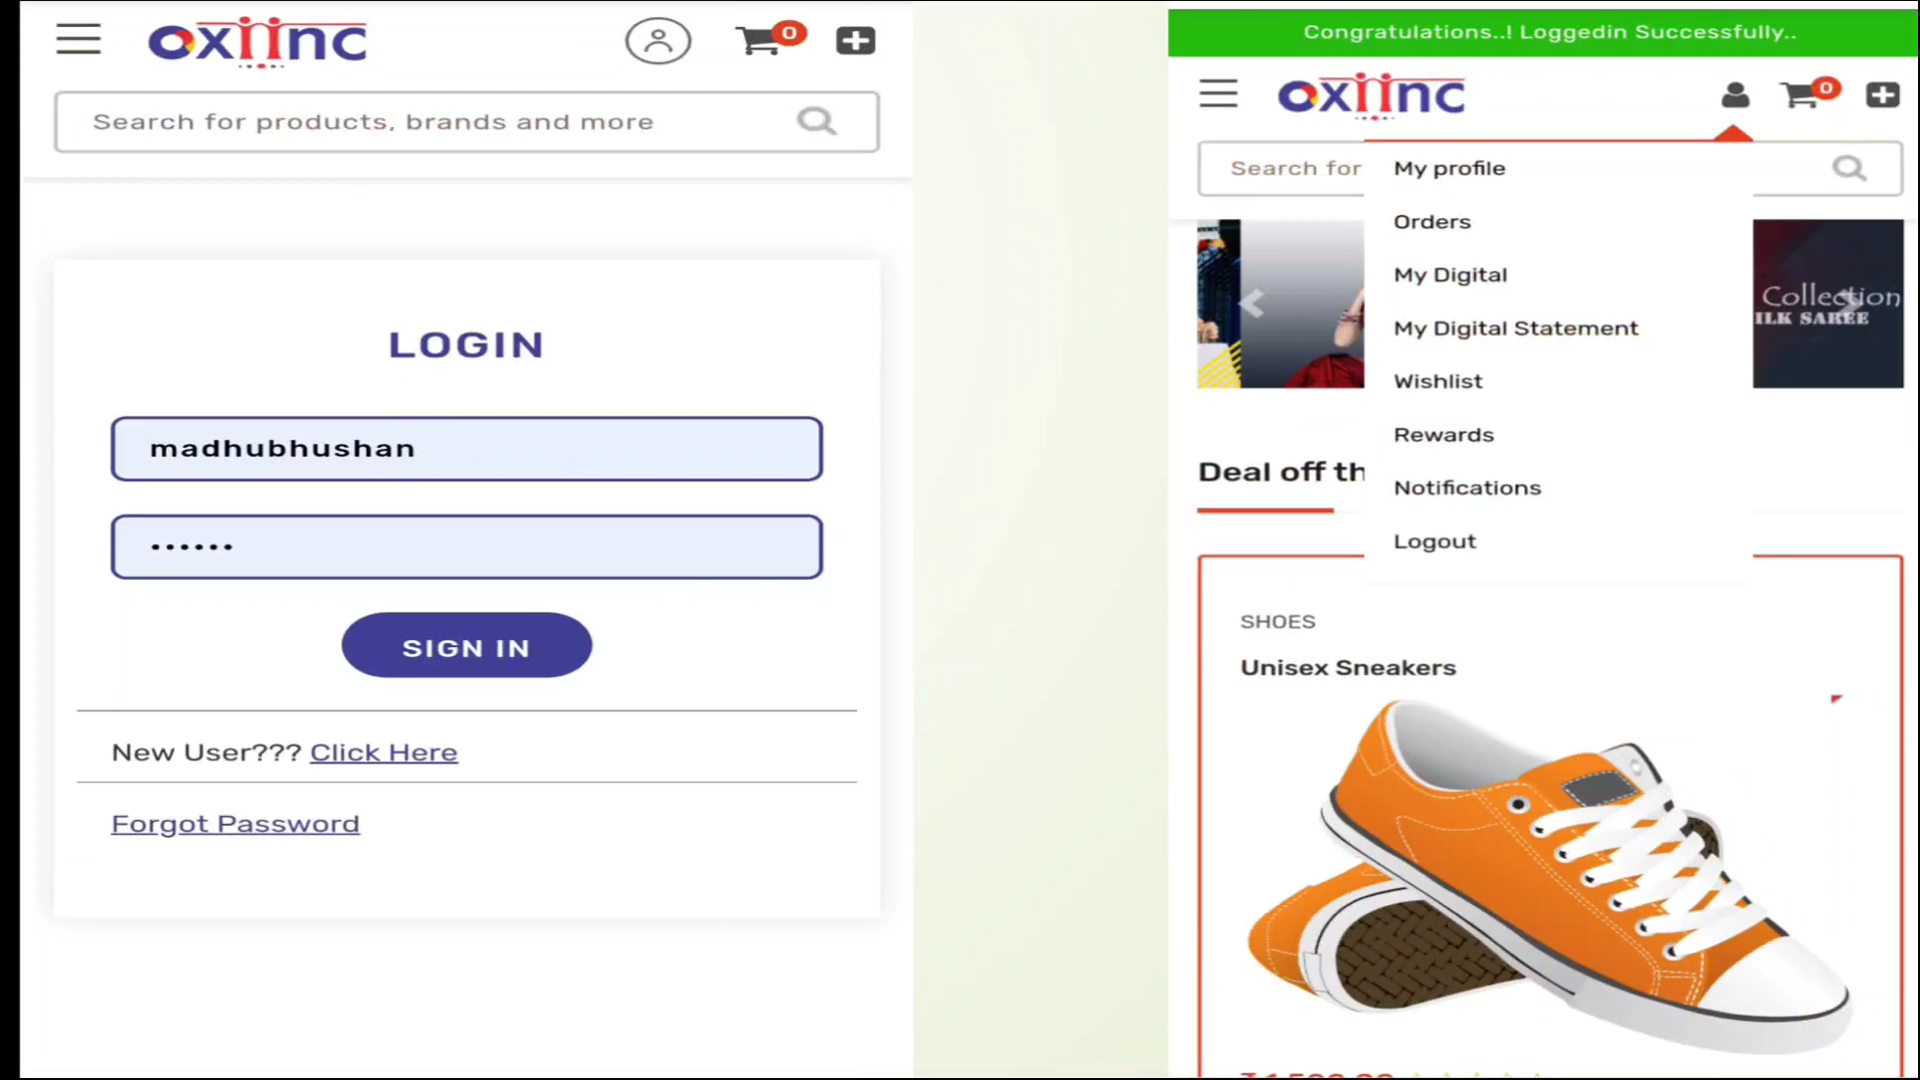 oxiinc
0
Search for products, brands and more
LOGIN
madhubhushan
••••••
SIGN IN
New User??? Click Here
Forgot Password
Congratulations..! Loggedin Successfully..
oxiinc
0
Search for
My profile
Orders
My Digital
My Digital Statement
Wishlist
Rewards
Notifications
Logout
Collection
ILK SAREE
Deal off th
SHOES
Unisex Sneakers